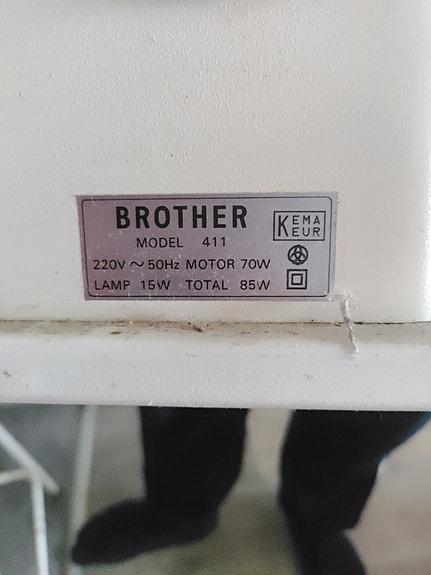 BROTHER
MODEL 411
220V ~ 50Hz MOTOR 70W
LAMP 15W TOTAL 85W
KEMA
KEUR